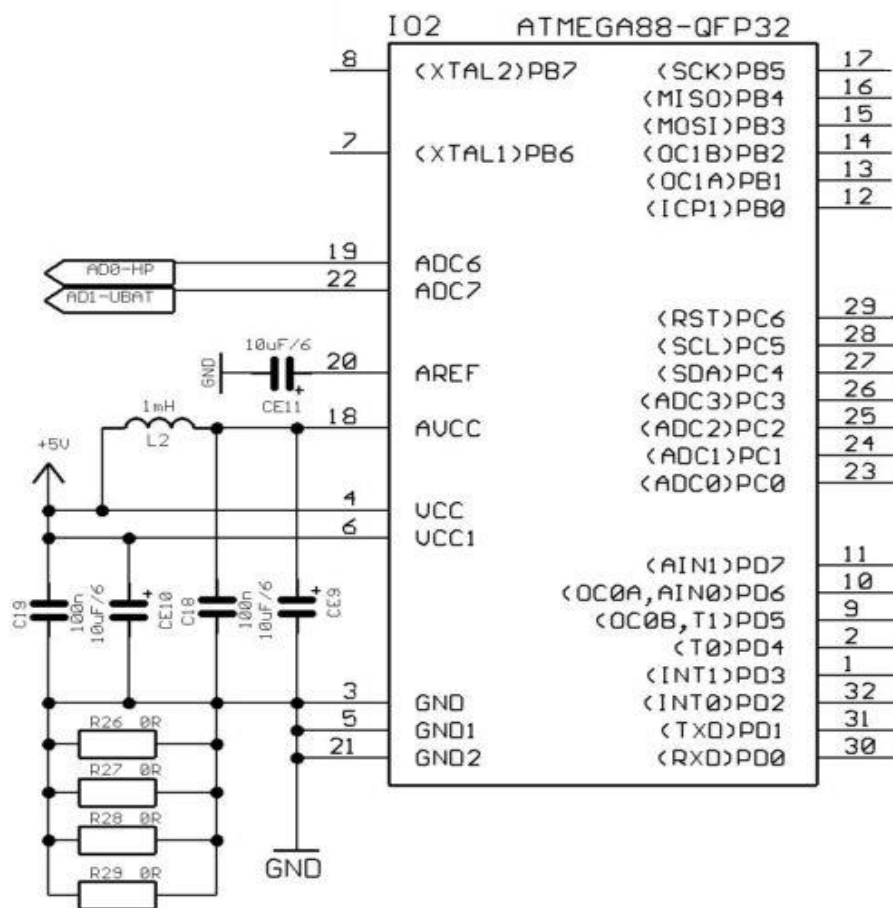 IO2 ATMEGA88-QFP32
8 (XTAL2)PB7 (SCK)PB5 17
(MISO)PB4 16
(MOSI)PB3 15
7 (XTAL1)PB6 (OC1B)PB2 14
(OC1A)PB1 13
(ICP1)PB0 12
AD0-HP 19 ADC6
AD1-UBAT 22 ADC7
(RST)PC6 29
10uF/6 (SCL)PC5 28
GND 20 AREF (SDA)PC4 27
CE11 + (ADC3)PC3 26
1mH 18 AVCC (ADC2)PC2 25
+5V L2 (ADC1)PC1 24
(ADC0)PC0 23
4 VCC
6 VCC1
(AIN1)PD7 11
C19 100n 10uF/6 + CE10 C18 100n 10uF/6 + CE9 (OC0A,AIN0)PD6 10
(OC0B,T1)PD5 9
(T0)PD4 2
(INT1)PD3 1
3 GND (INT0)PD2 32
R26 0R 5 GND1 (TXD)PD1 31
21 GND2 (RXD)PD0 30
R27 0R
R28 0R
R29 0R GND